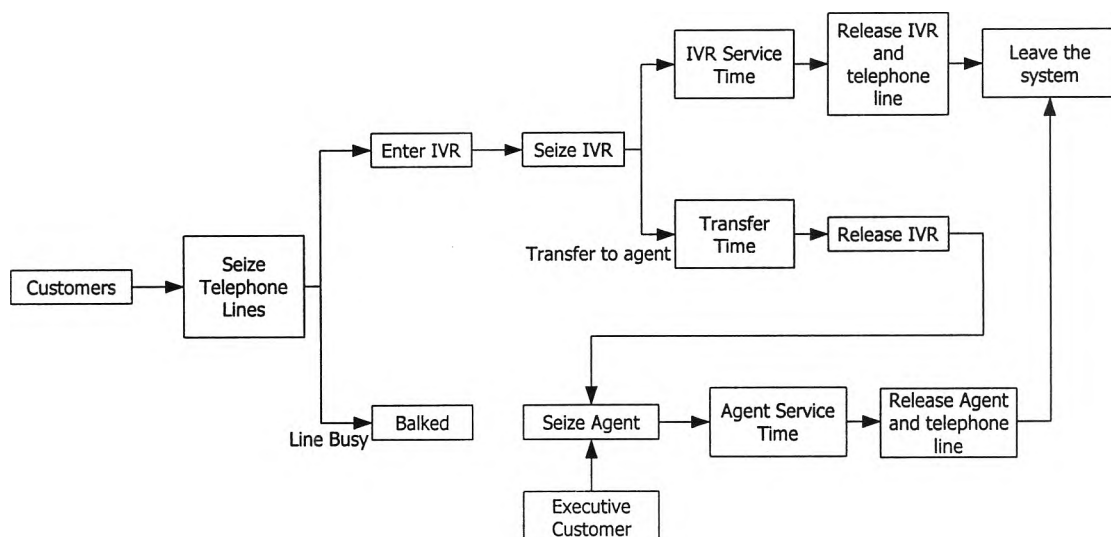 IVR Service
Time
Release IVR
and
telephone
line
Leave the
system
Enter IVR
Seize IVR
Transfer to agent
Transfer
Time
Release IVR
Customers
Seize
Telephone
Lines
Line Busy
Balked
Seize Agent
Agent Service
Time
Release Agent
and telephone
line
Executive
Customer